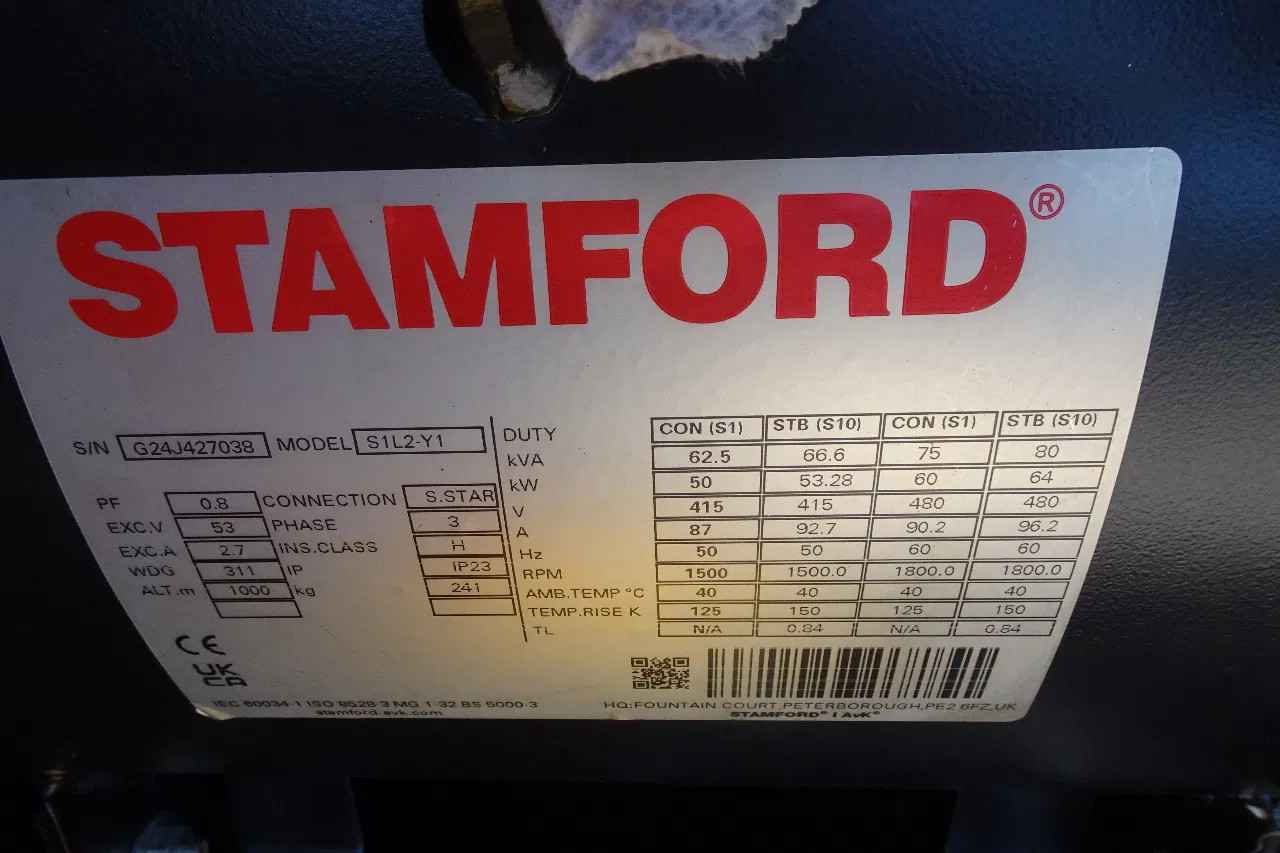 STAMFORD®
S/N G24J427038 MODEL S1L2-Y1
PF 0.8 CONNECTION S.STAR
EXC.V 53 PHASE 3
EXC.A 2.7 INS.CLASS H
WDG 311 IP IP23
ALT.m 1000 kg 241
DUTY CON (S1) STB (S10) CON (S1) STB (S10)
kVA 62.5 66.6 75 80
kW 50 53.28 60 64
V 415 415 480 480
A 87 92.7 90.2 96.2
Hz 50 50 60 60
RPM 1500 1500.0 1800.0 1800.0
AMB.TEMP °C 40 40 40 40
TEMP.RISE K 125 150 125 150
TL N/A 0.84 N/A 0.84
CE
UK
CA
IEC 60034-1 ISO 8528-3 MG 1-32 BS 5000-3
stamford-avk.com
HQ:FOUNTAIN COURT,PETERBOROUGH,PE2 6FZ,UK
STAMFORD® | AvK®